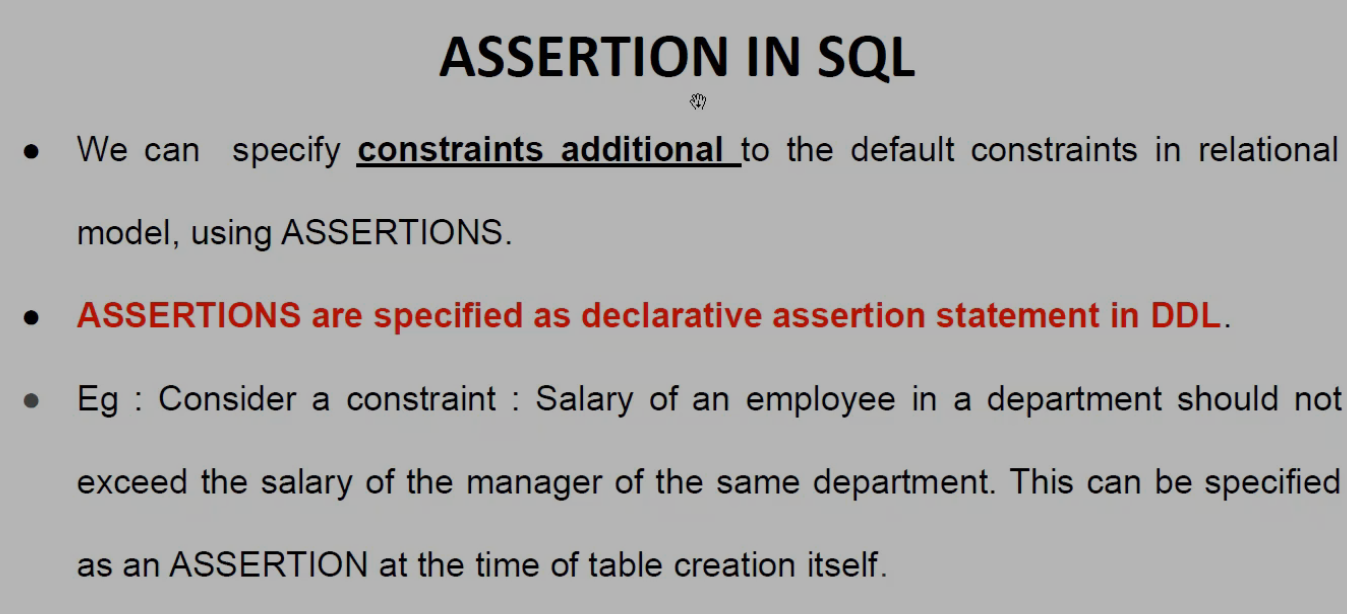 ASSERTION IN SQL
● We can specify constraints additional to the default constraints in relational
model, using ASSERTIONS.
● ASSERTIONS are specified as declarative assertion statement in DDL.
● Eg : Consider a constraint : Salary of an employee in a department should not
exceed the salary of the manager of the same department. This can be specified
as an ASSERTION at the time of table creation itself.